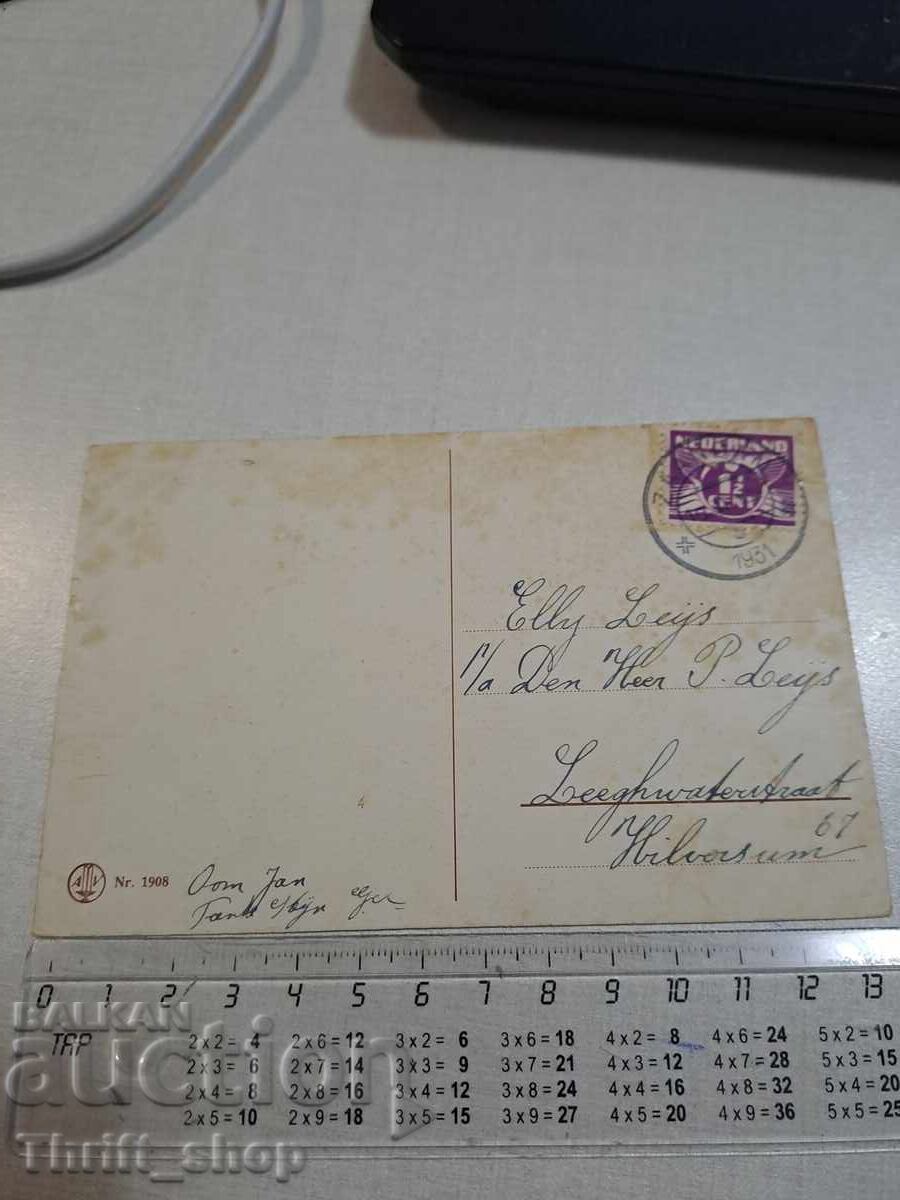 NEDERLAND
1½
CENT
1931
Elly Leijs
p/a Den Heer P. Leijs
Leeghwaterstraat
67
Hilversum
AV
Nr. 1908
Oom Jan
Tante
0 1 2 3 4 5 6 7 8 9 10 11 12 13
TAP
2 x 2 = 4 2 x 6 = 12 3 x 2 = 6 3 x 6 = 18 4 x 2 = 8 4 x 6 = 24 5 x 2 = 10
2 x 3 = 6 2 x 7 = 14 3 x 3 = 9 3 x 7 = 21 4 x 3 = 12 4 x 7 = 28 5 x 3 = 15
2 x 4 = 8 2 x 8 = 16 3 x 4 = 12 3 x 8 = 24 4 x 4 = 16 4 x 8 = 32 5 x 4 = 20
2 x 5 = 10 2 x 9 = 18 3 x 5 = 15 3 x 9 = 27 4 x 5 = 20 4 x 9 = 36 5 x 5 = 25
BALKAN
auction
Thrift_shop